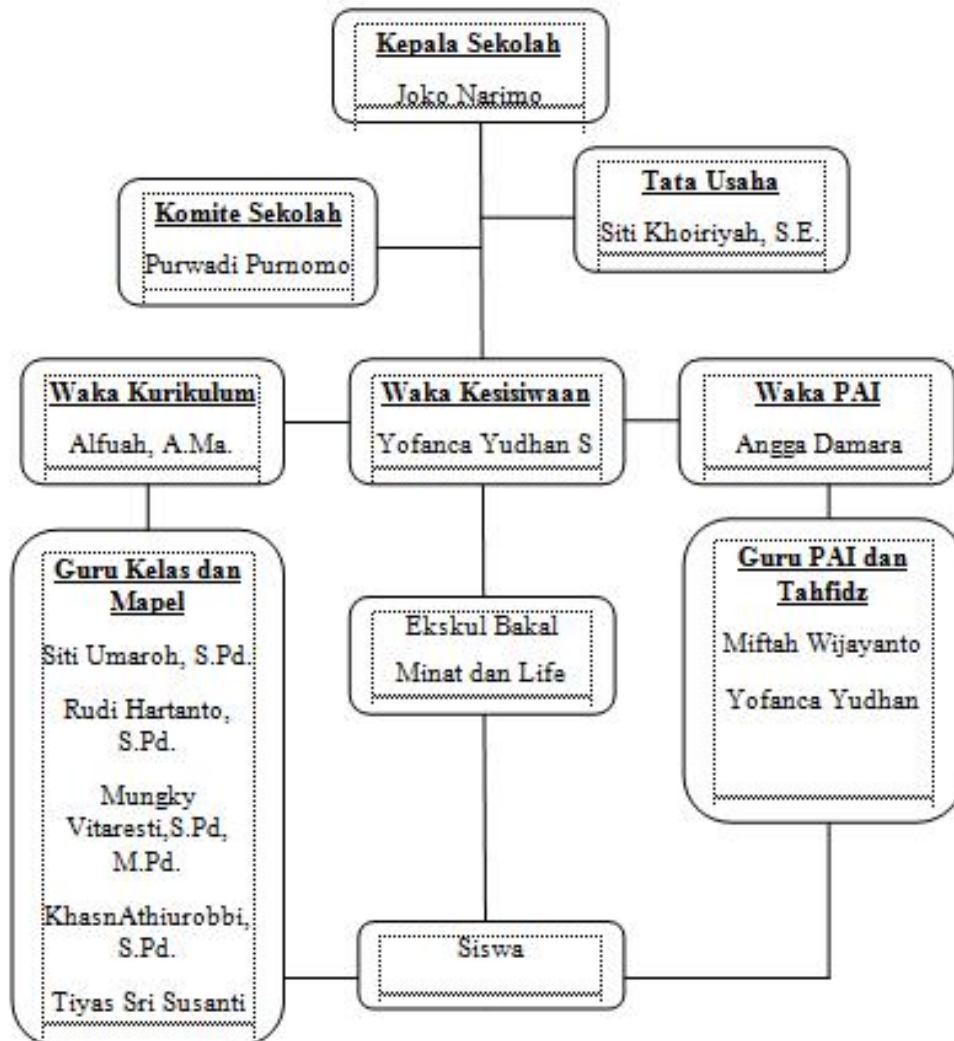 Kepala Sekolah
Joko Narimo
Tata Usaha
Siti Khoiriyah, S.E.
Komite Sekolah
Purwadi Purnomo
Waka Kurikulum
Alfuah, A.Ma.
Waka Kesisiwaan
Yofanca Yudhan S
Waka PAI
Angga Damara
Guru Kelas dan
Mapel
Siti Umaroh, S.Pd.
Rudi Hartanto,
S.Pd.
Mungky
Vitaresti,S.Pd,
M.Pd.
KhasnAthiurobbi,
S.Pd.
Tiyas Sri Susanti
Ekskul Bakal
Minat dan Life
Guru PAI dan
Tahfidz
Miftah Wijayanto
Yofanca Yudhan
Siswa